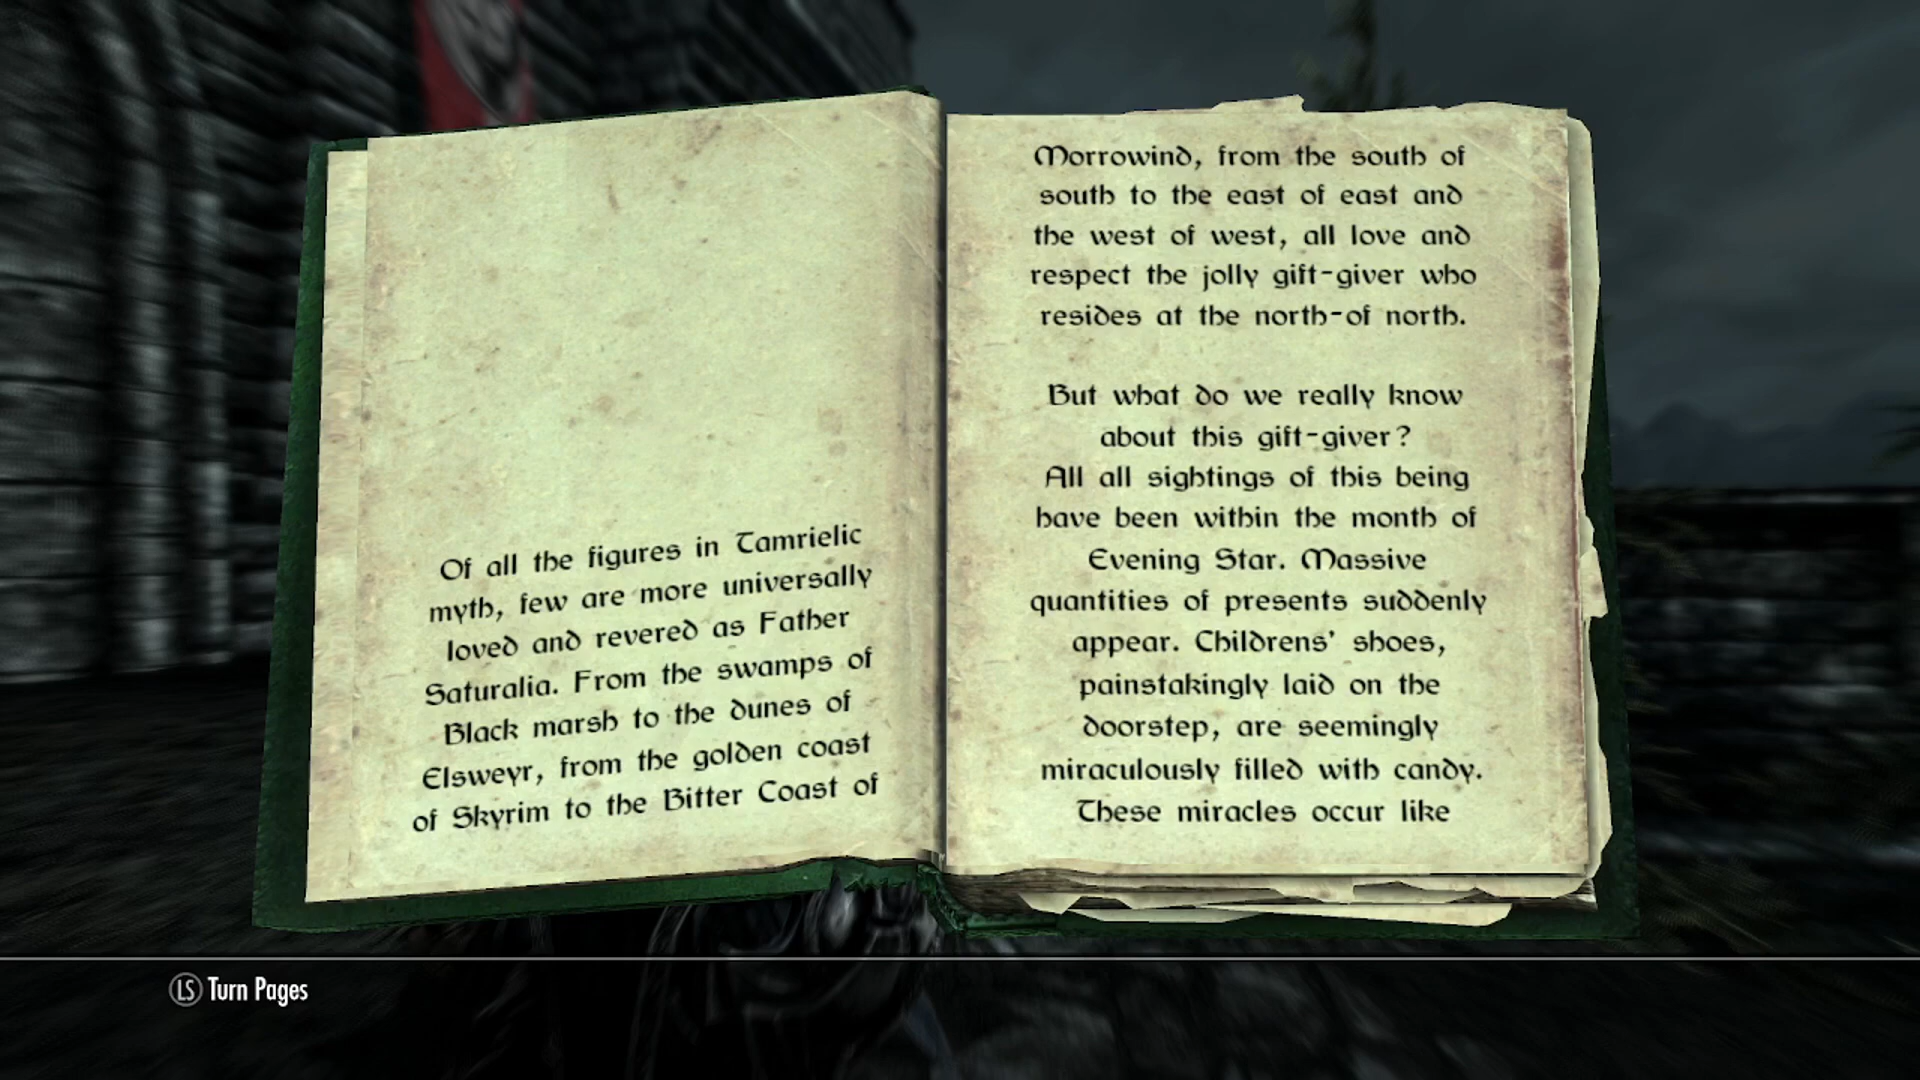 Of all the figures in Tamrielic
myth, few are more universally
loved and revered as Father
Saturalia. From the swamps of
Black marsh to the dunes of
Elsweyr, from the golden coast
of Skyrim to the Bitter Coast of
Morrowind, from the south of
south to the east of east and
the west of west, all love and
respect the jolly gift-giver who
resides at the north-of north.
But what do we really know
about this gift-giver?
All all sightings of this being
have been within the month of
Evening Star. Massive
quantities of presents suddenly
appear. Childrens' shoes,
painstakingly laid on the
doorstep, are seemingly
miraculously filled with candy.
These miracles occur like
LS Turn Pages